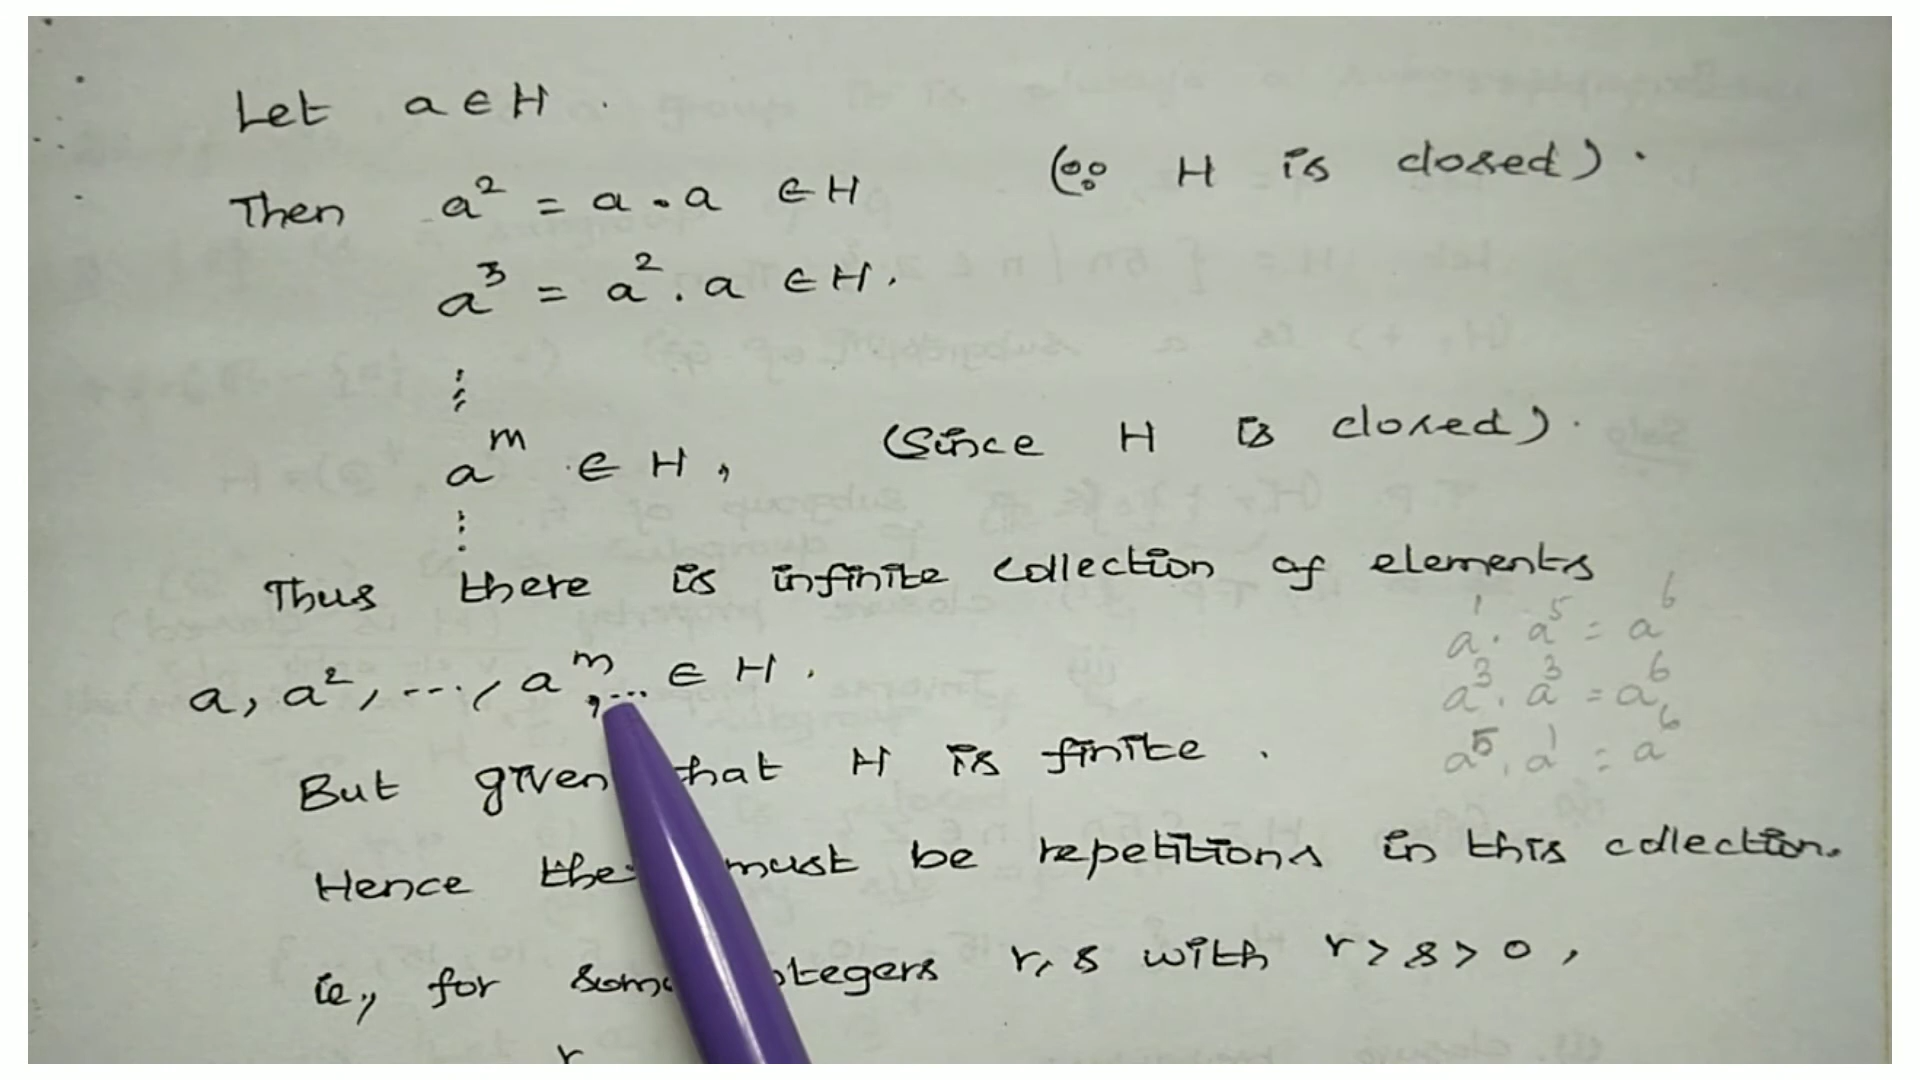 Let a ∈ H.
Then a² = a . a ∈ H (∵ H is closed).
a³ = a² . a ∈ H.
⋮
aᵐ ∈ H, (Since H is closed).
⋮
Thus there is infinite collection of elements
a, a², ..., aᵐ, ... ∈ H.
a¹ . a⁵ = a⁶
a³ . a³ = a⁶
a⁵ . a¹ = a⁶
But given that H is finite.
Hence the must be repetitions in this collection.
ie, for some integers r, s with r > s > 0,
r